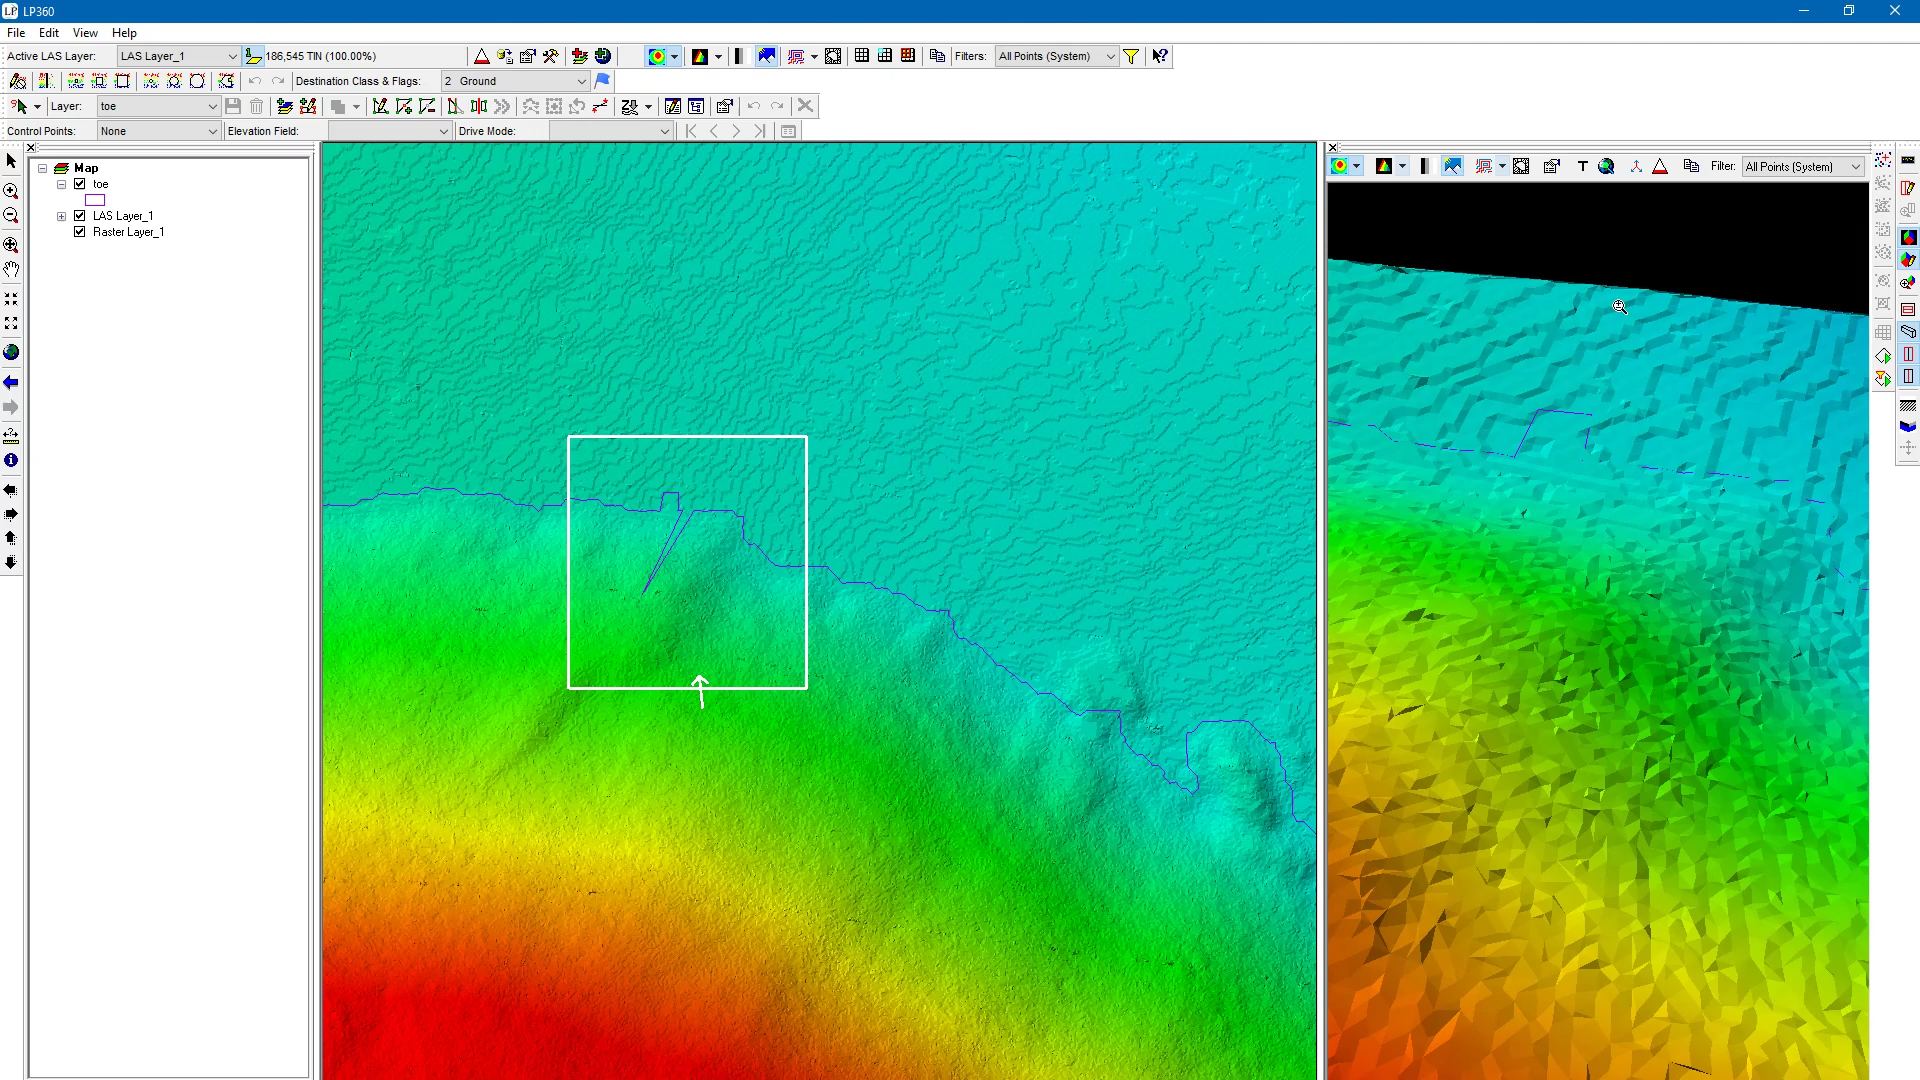 LP360
File Edit View Help
Active LAS Layer: LAS Layer_1 186,545 TIN (100.00%) Filters: All Points (System)
Destination Class & Flags: 2 Ground
Layer: toe
Control Points: None Elevation Field: Drive Mode:
Map
toe
LAS Layer_1
Raster Layer_1
T Filter: All Points (System)